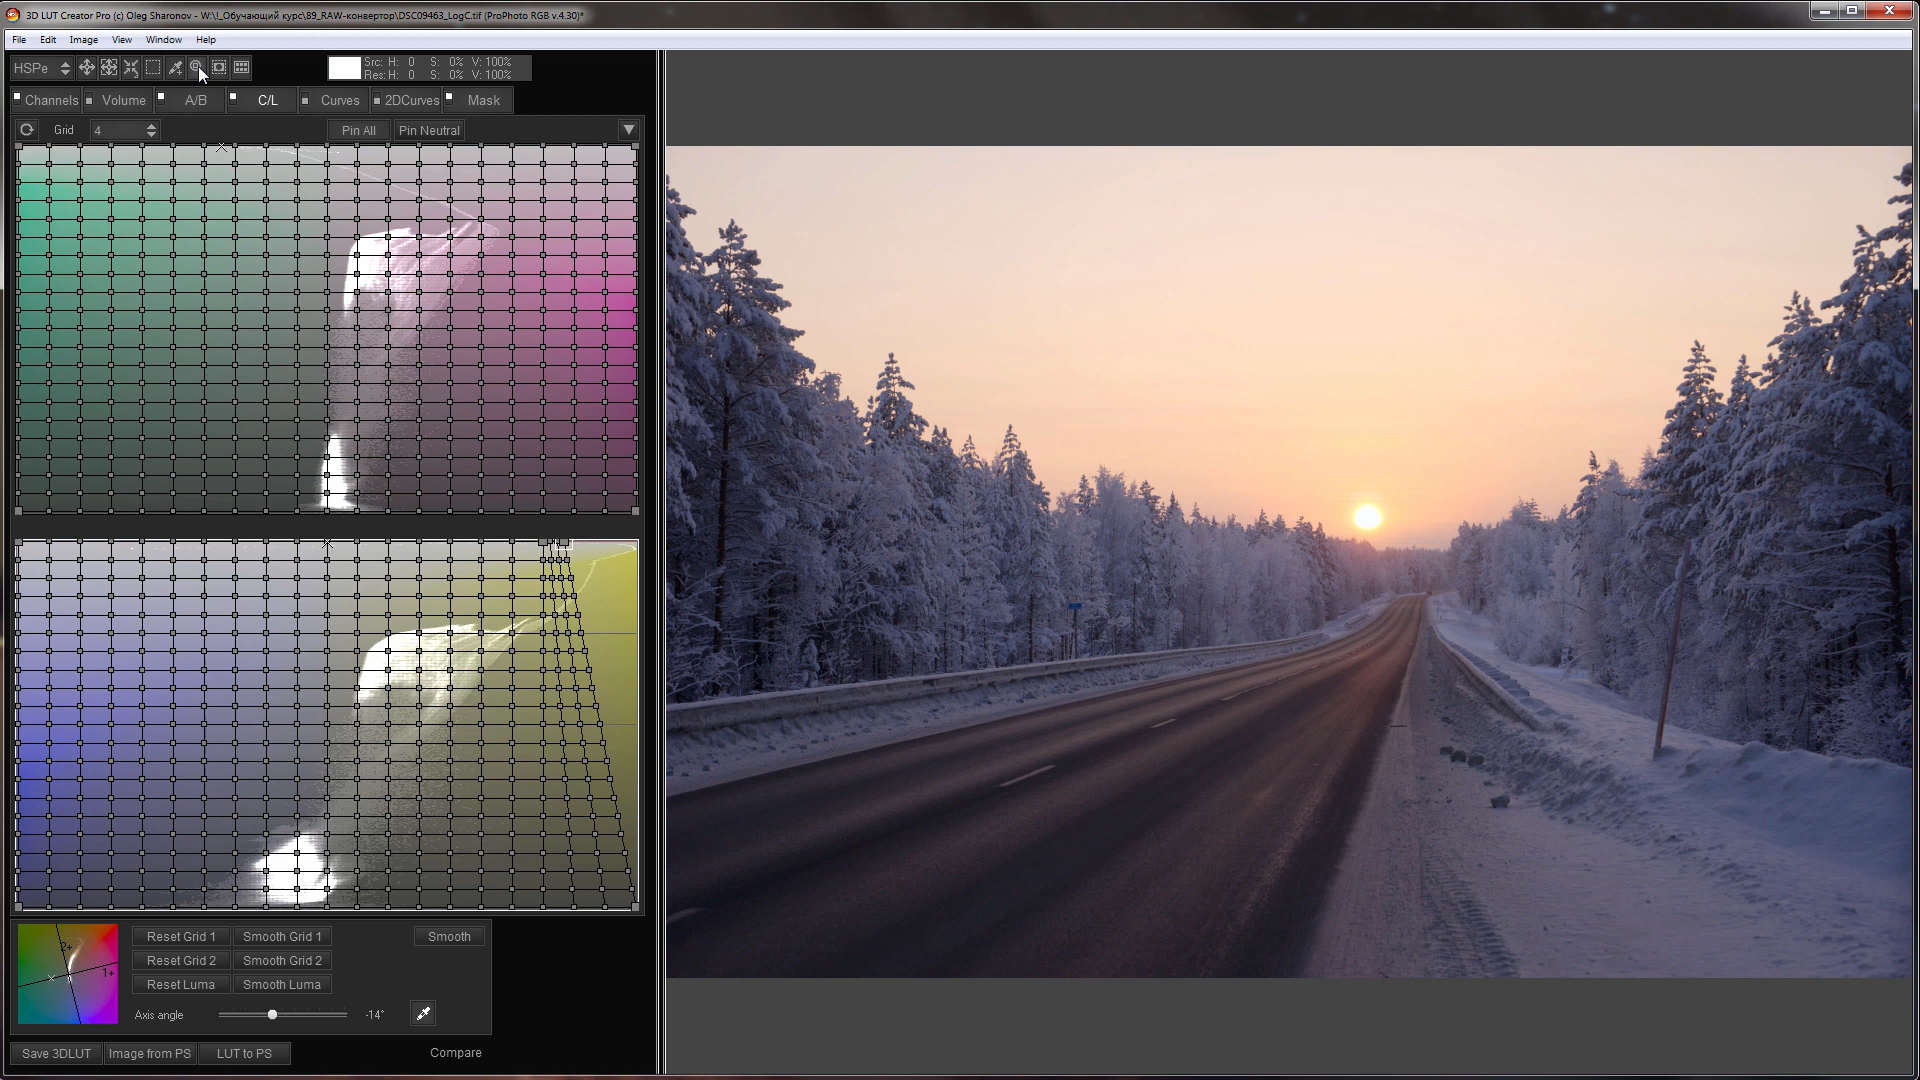 3D LUT Creator Pro (c) Oleg Sharonov - W:\!_Обучающий курс\89_RAW-конвертор\DSC09463_LogC.tif (ProPhoto RGB v.4.30)*
File Edit Image View Window Help
HSPe
Src: H: 0 S: 0% V: 100%
Res: H: 0 S: 0% V: 100%
Channels Volume A/B C/L Curves 2DCurves Mask
Grid 4 Pin All Pin Neutral
2+
1+
Reset Grid 1 Smooth Grid 1 Smooth
Reset Grid 2 Smooth Grid 2
Reset Luma Smooth Luma
Axis angle -14°
Save 3DLUT Image from PS LUT to PS Compare